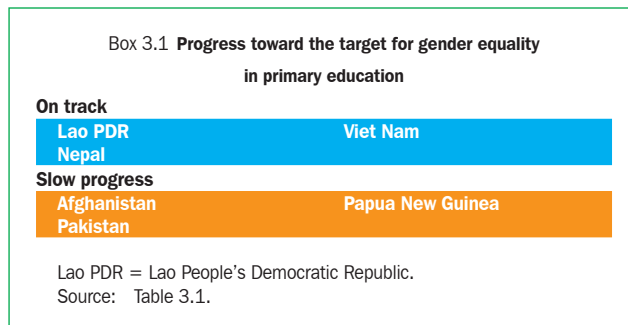 Box 3.1 Progress toward the target for gender equality
in primary education
On track
Lao PDR Viet Nam
Nepal
Slow progress
Afghanistan Papua New Guinea
Pakistan
Lao PDR = Lao People's Democratic Republic.
Source: Table 3.1.